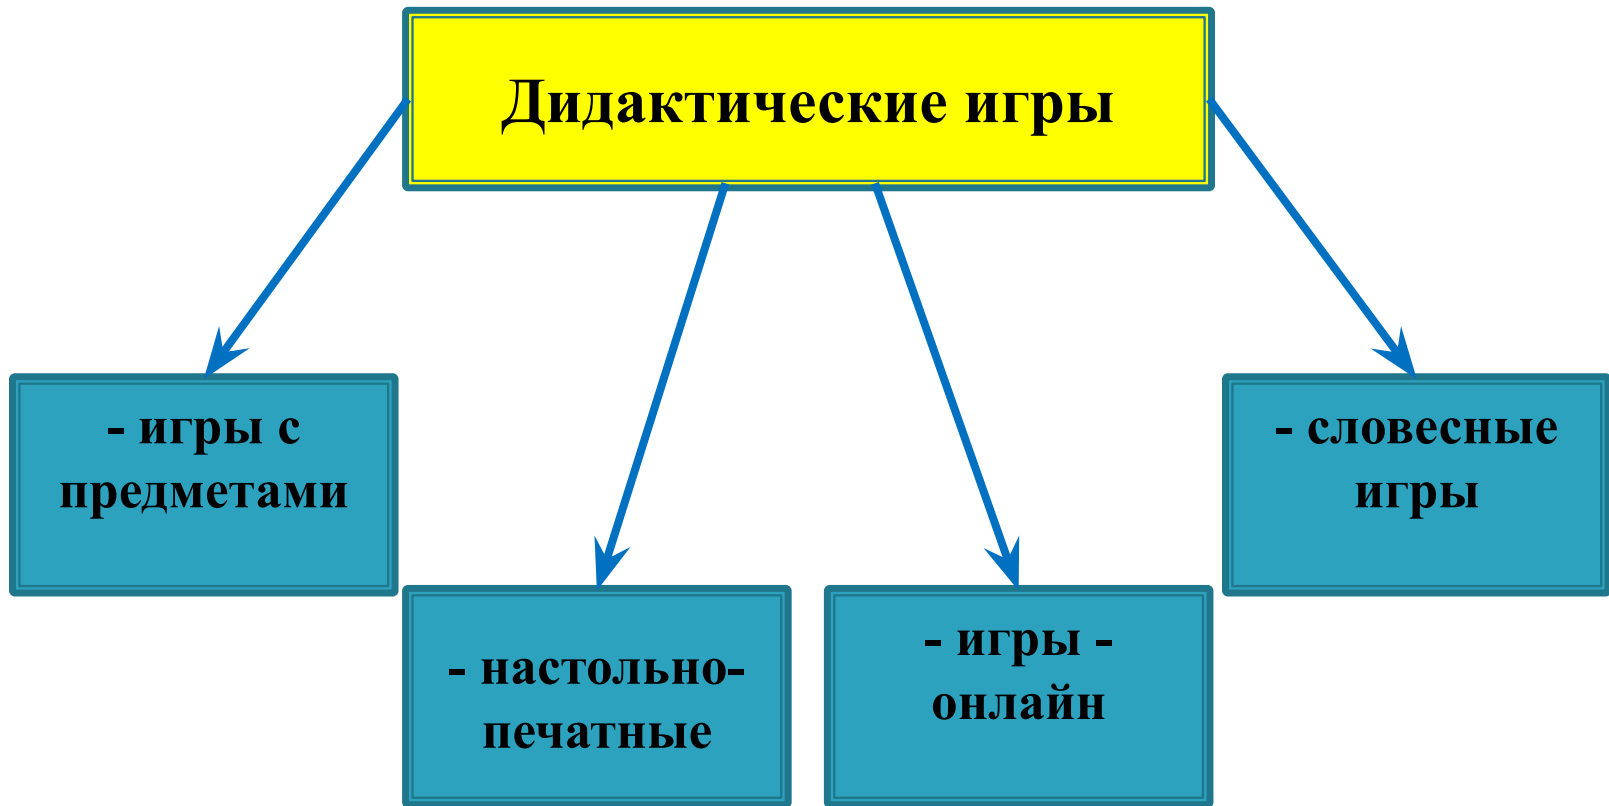 Дидактические игры
- игры с
предметами
- настольно-
печатные
- игры -
онлайн
- словесные
игры